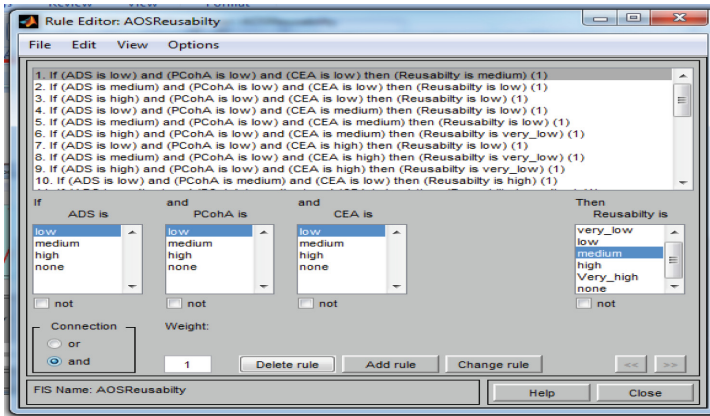 Rule Editor: AOSReusabilty
File Edit View Options
1. If (ADS is low) and (PCohA is low) and (CEA is low) then (Reusabilty is medium) (1)
2. If (ADS is medium) and (PCohA is low) and (CEA is low) then (Reusabilty is low) (1)
3. If (ADS is high) and (PCohA is low) and (CEA is low) then (Reusabilty is low) (1)
4. If (ADS is low) and (PCohA is low) and (CEA is medium) then (Reusabilty is low) (1)
5. If (ADS is medium) and (PCohA is low) and (CEA is medium) then (Reusabilty is low) (1)
6. If (ADS is high) and (PCohA is low) and (CEA is medium) then (Reusabilty is very_low) (1)
7. If (ADS is low) and (PCohA is low) and (CEA is high) then (Reusabilty is low) (1)
8. If (ADS is medium) and (PCohA is low) and (CEA is high) then (Reusabilty is very_low) (1)
9. If (ADS is high) and (PCohA is low) and (CEA is high) then (Reusabilty is very_low) (1)
10. If (ADS is low) and (PCohA is medium) and (CEA is low) then (Reusabilty is high) (1)
If and and Then
ADS is PCohA is CEA is Reusabilty is
low low low very_low
medium medium medium low
high high high medium
none none none high
Very_high
none
not not not not
Connection Weight:
or
and 1 Delete rule Add rule Change rule << >>
FIS Name: AOSReusabilty Help Close